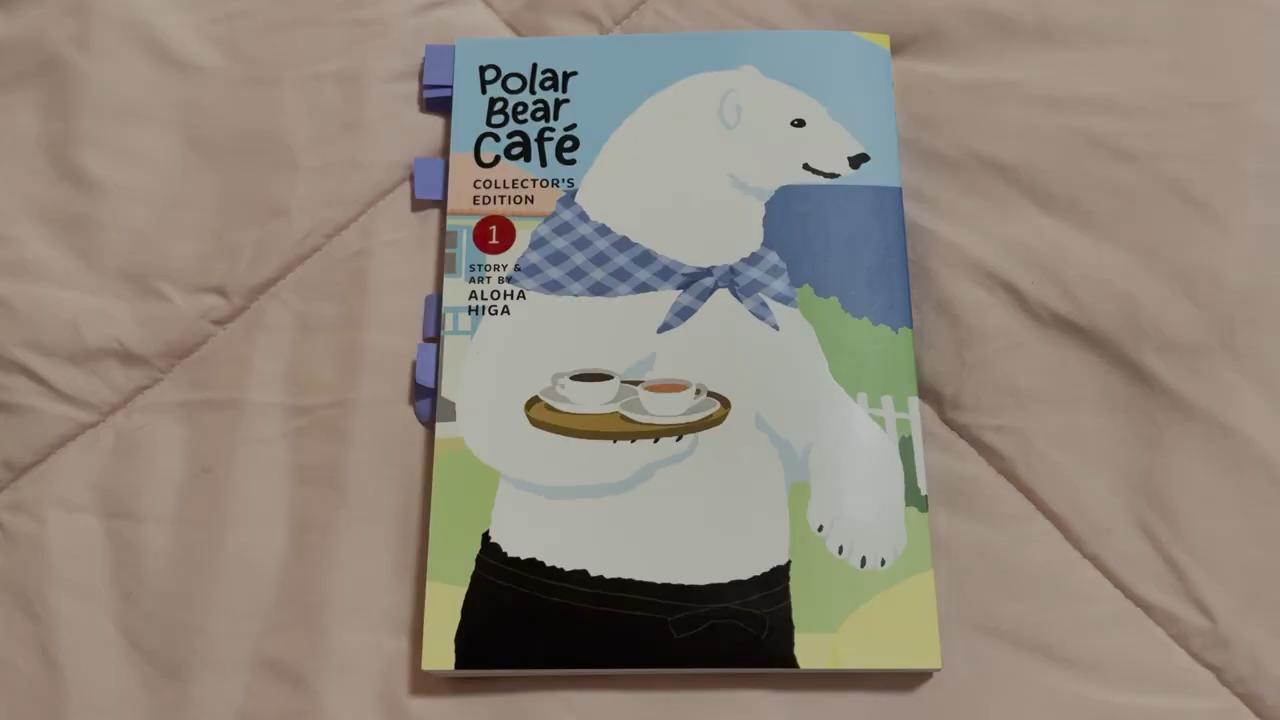 Polar
Bear
Café
COLLECTOR'S
EDITION
1
STORY &
ART BY
ALOHA
HIGA